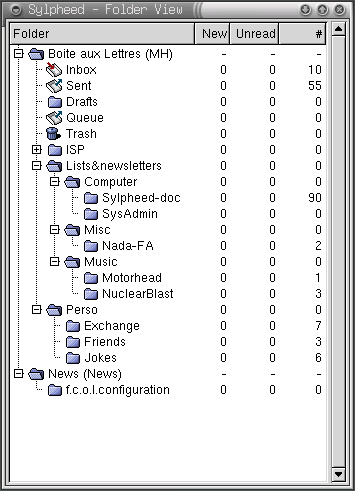 Sylpheed - Folder View
Folder New Unread #
Boite aux Lettres (MH) - - -
Inbox 0 0 10
Sent 0 0 55
Drafts 0 0 0
Queue 0 0 0
Trash 0 0 0
ISP 0 0 0
Lists&newsletters 0 0 0
Computer 0 0 0
Sylpheed-doc 0 0 90
SysAdmin 0 0 0
Misc 0 0 0
Nada-FA 0 0 2
Music 0 0 0
Motorhead 0 0 1
NuclearBlast 0 0 3
Perso 0 0 0
Exchange 0 0 7
Friends 0 0 3
Jokes 0 0 6
News (News) - - -
f.c.o.l.configuration 0 0 0